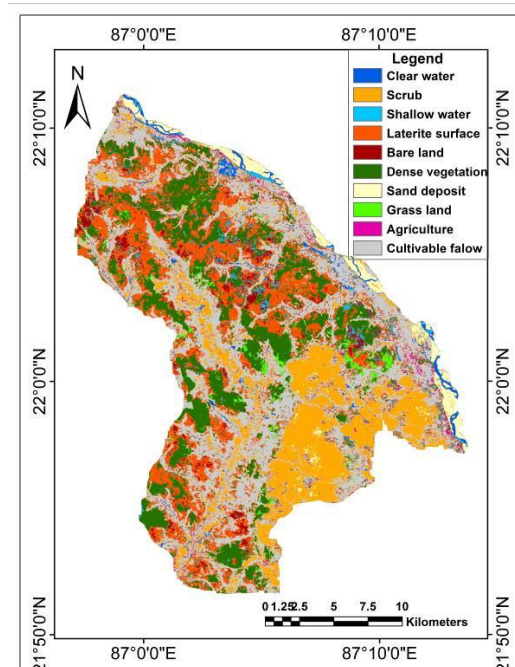 87°0'0"E 87°10'0"E
N
Legend
Clear water
Scrub
Shallow water
Laterite surface
Bare land
Dense vegetation
Sand deposit
Grass land
Agriculture
Cultivable falow
22°10'0"N 22°10'0"N
22°0'0"N 22°0'0"N
0 1.252.5 5 7.5 10
Kilometers
21°50'0"N 21°50'0"N
87°0'0"E 87°10'0"E